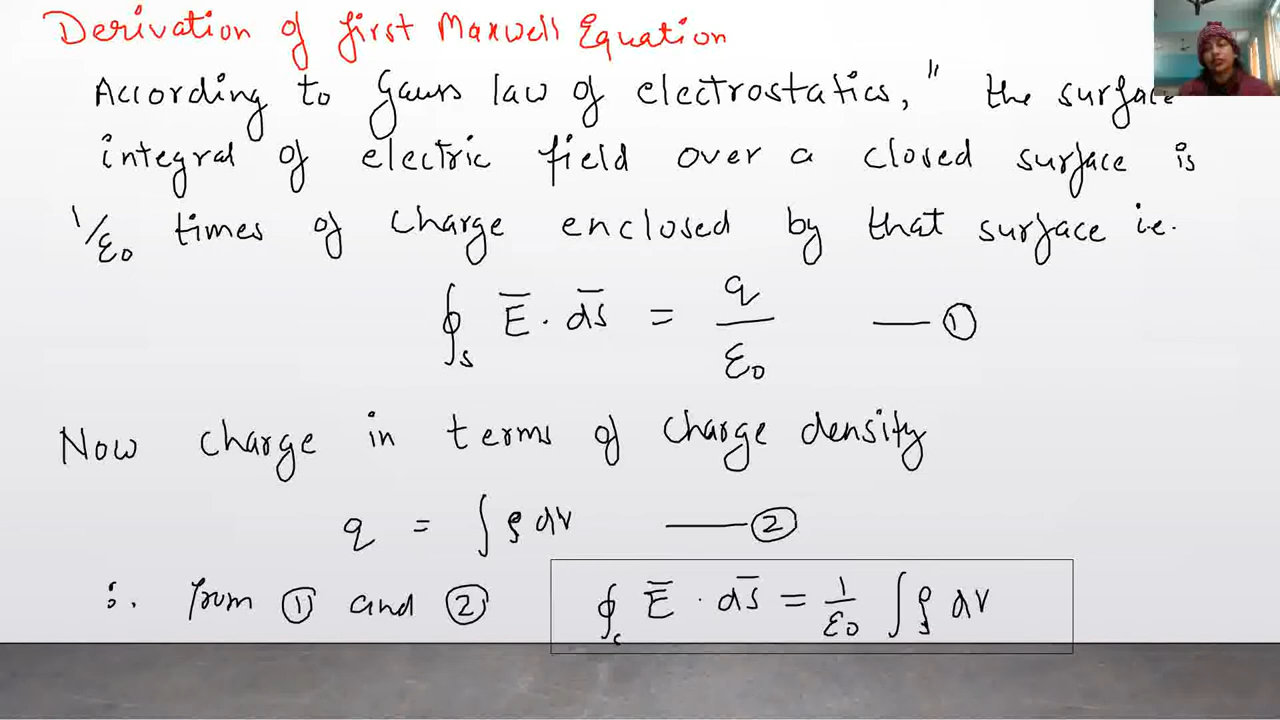 Derivation of first Maxwell Equation
According to Gauss law of electrostatics, " the surface
integral of electric field over a closed surface is
1/ε0 times of charge enclosed by that surface i.e.
∮s E̅ · d̅s̅ = q/ε0 —— ①
Now charge in terms of charge density
q = ∫ ρ dv —— ②
∴ from ① and ② ∮s E̅ · d̅s̅ = 1/ε0 ∫ ρ dv